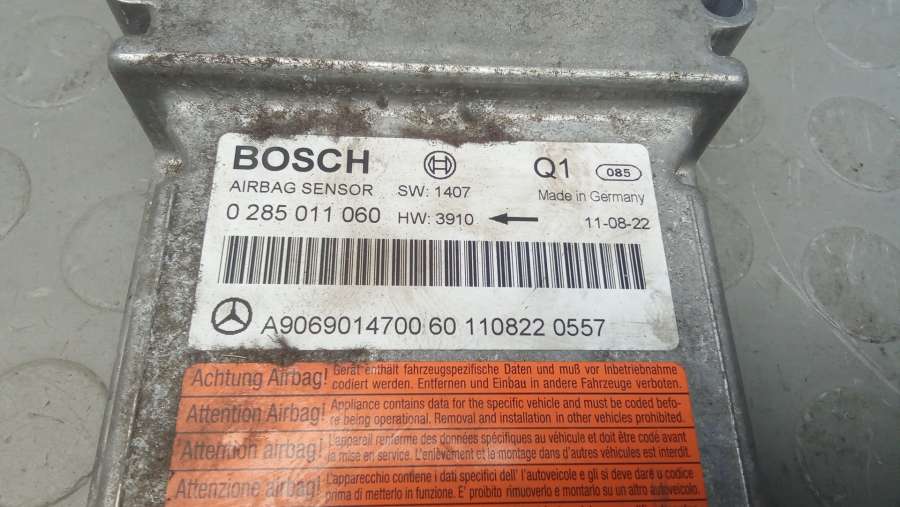 BOSCH Q1 085
AIRBAG SENSOR SW: 1407 Made in Germany
0 285 011 060 HW: 3910 11-08-22
A9069014700 60 110822 0557
Achtung Airbag! Gerät enthält fahrzeugspezifische Daten und muß vor Inbetriebnahme
codiert werden. Entfernen und Einbau in andere Fahrzeuge verboten.
Attention Airbag! Appliance contains data for the specific vehicle and must be coded befo-
re being operational. Removal and installation in other vehicles prohibited.
Attention airbag! L'appareil renferme des données spécifiques au véhicule et doit être codé avant
la mise en service. L'enlèvement et le montage dans d'autres véhicules est interdit.
Attenzione airbag! L'apparecchio contiene i dati specifici dell' l'autoveicolo e gli si deve dare u codice
prima di metterlo in funzione. E' proibito rimuoverlo e montarlo su un altro autoveicolo.